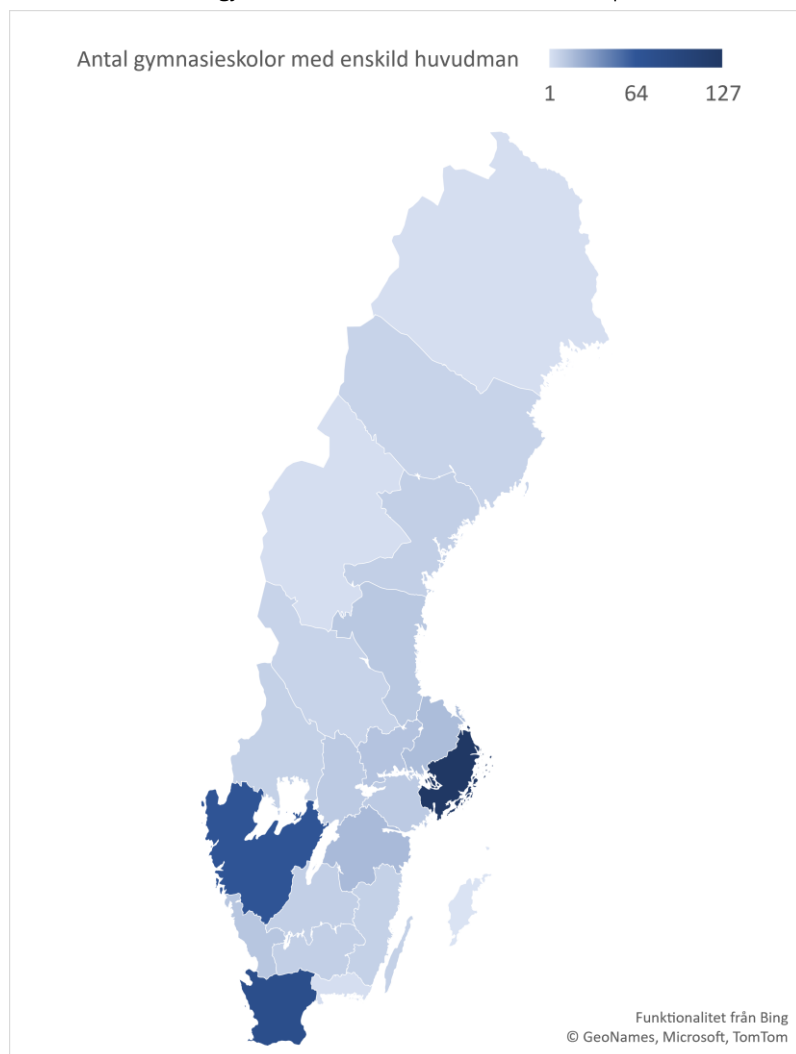 Antal gymnasieskolor med enskild huvudman
1 64 127
Funktionalitet från Bing
© GeoNames, Microsoft, TomTom